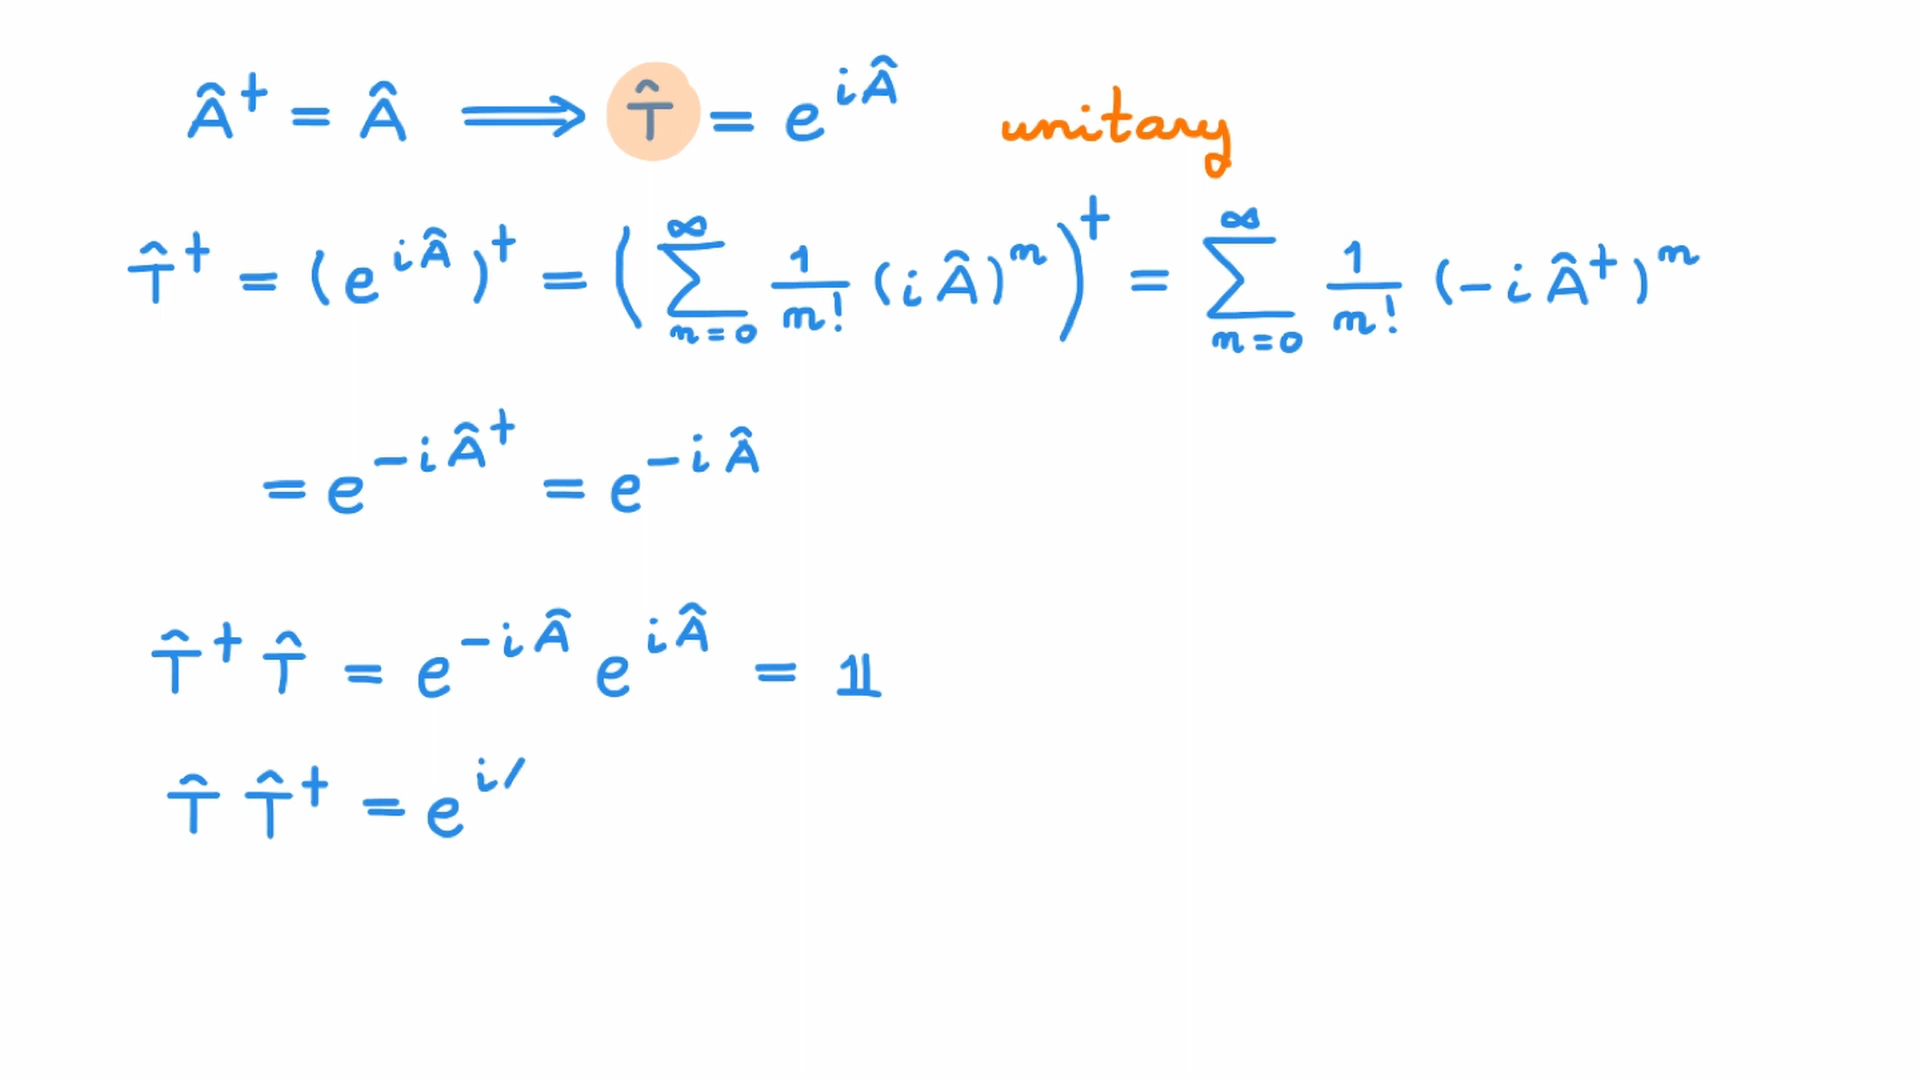 Â† = Â ⟹ T̂ = e^{iÂ} unitary
T̂† = (e^{iÂ})† = (∑_{n=0}^{∞} 1/n! (iÂ)^n)† = ∑_{n=0}^{∞} 1/n! (-iÂ†)^n
= e^{-iÂ†} = e^{-iÂ}
T̂†T̂ = e^{-iÂ} e^{iÂ} = 𝟙
T̂ T̂† = e^{i/